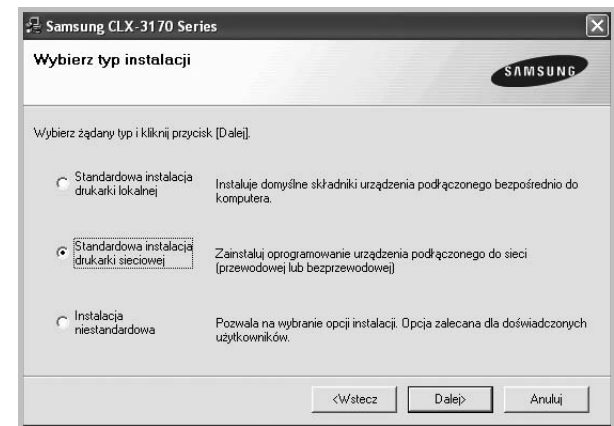 Samsung CLX-3170 Series
Wybierz typ instalacji
SAMSUNG
Wybierz żądany typ i kliknij przycisk [Dalej].
Standardowa instalacja
drukarki lokalnej
Instaluje domyślne składniki urządzenia podłączonego bezpośrednio do
komputera.
Standardowa instalacja
drukarki sieciowej
Zainstaluj oprogramowanie urządzenia podłączonego do sieci
(przewodowej lub bezprzewodowej)
Instalacja
niestandardowa
Pozwala na wybranie opcji instalacji. Opcja zalecana dla doświadczonych
użytkowników.
<Wstecz
Dalej>
Anuluj